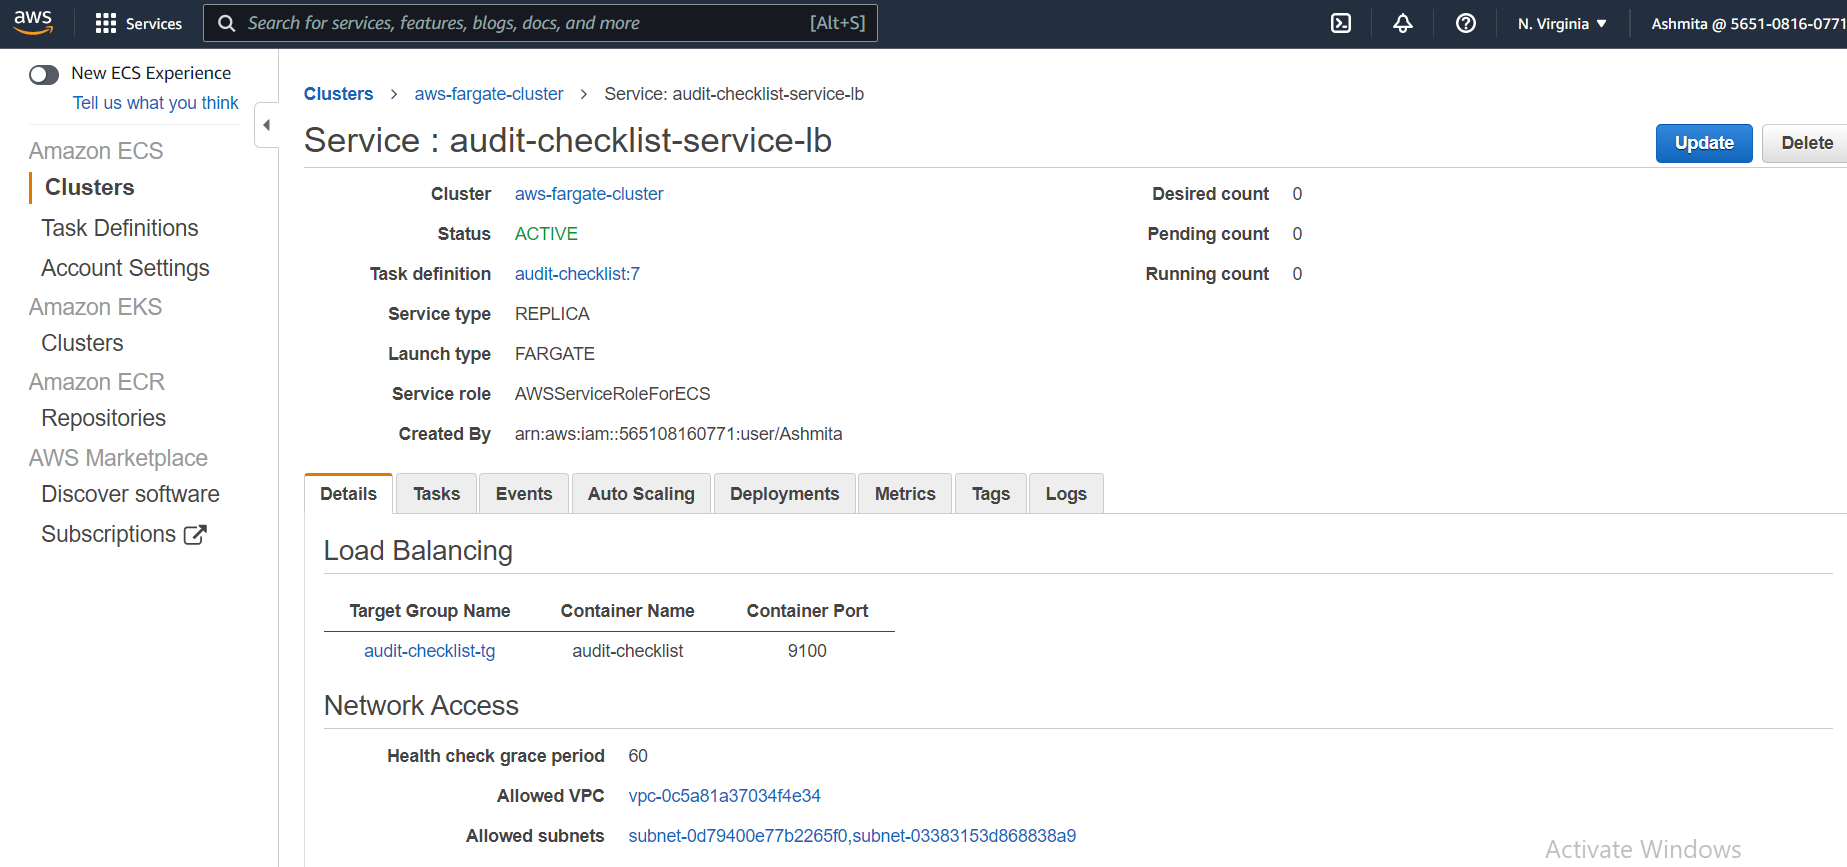 aws Services Search for services, features, blogs, docs, and more [Alt+S] N. Virginia ▼ Ashmita @ 5651-0816-0771
New ECS Experience
Tell us what you think
Amazon ECS
Clusters
Task Definitions
Account Settings
Amazon EKS
Clusters
Amazon ECR
Repositories
AWS Marketplace
Discover software
Subscriptions
Clusters > aws-fargate-cluster > Service: audit-checklist-service-lb
Service : audit-checklist-service-lb
Update Delete
Cluster aws-fargate-cluster
Status ACTIVE
Task definition audit-checklist:7
Service type REPLICA
Launch type FARGATE
Service role AWSServiceRoleForECS
Created By arn:aws:iam::565108160771:user/Ashmita
Desired count 0
Pending count 0
Running count 0
Details Tasks Events Auto Scaling Deployments Metrics Tags Logs
Load Balancing
Target Group Name Container Name Container Port
audit-checklist-tg audit-checklist 9100
Network Access
Health check grace period 60
Allowed VPC vpc-0c5a81a37034f4e34
Allowed subnets subnet-0d79400e77b2265f0,subnet-03383153d868838a9
Activate Windows